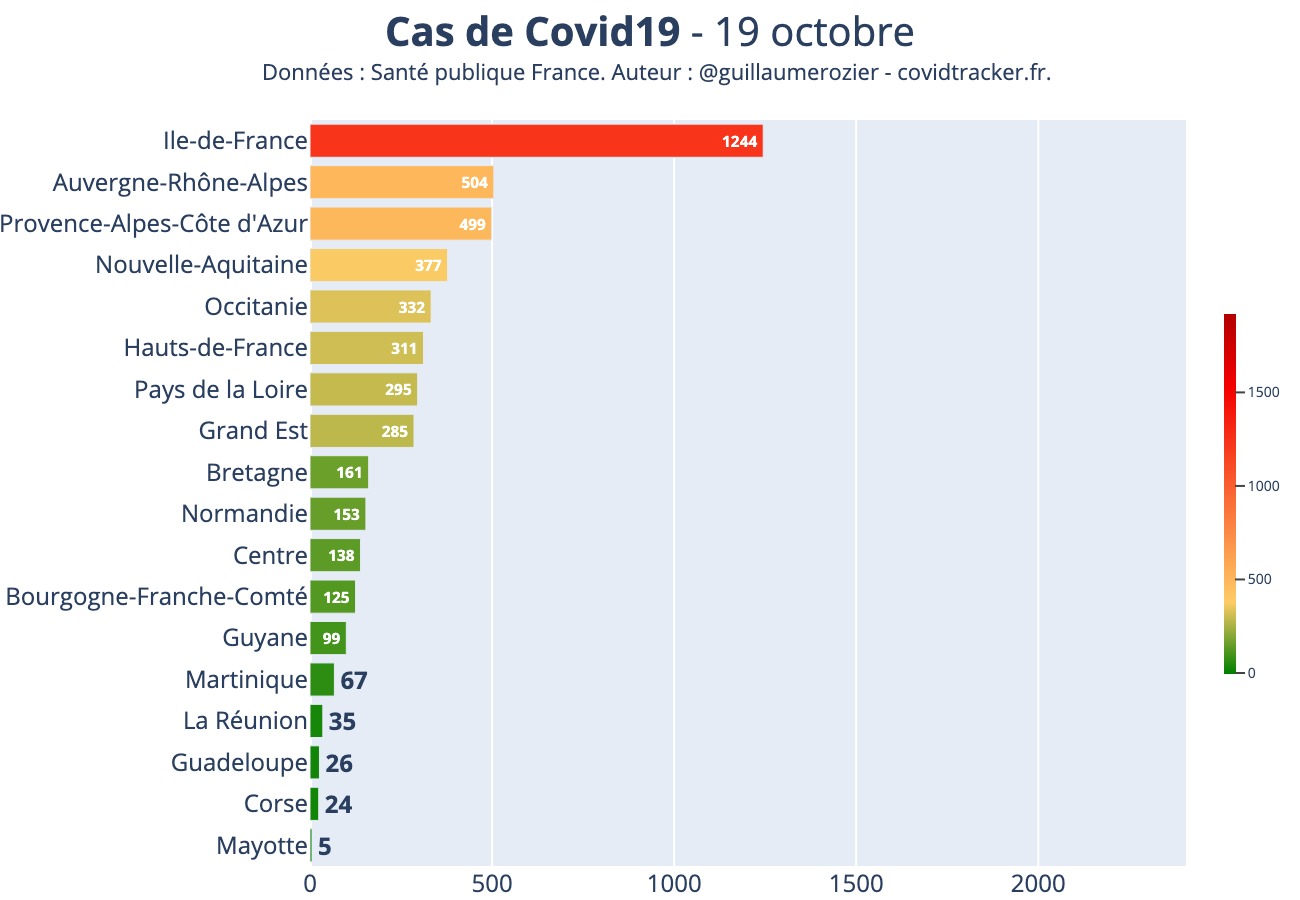 Cas de Covid19 - 19 octobre
Données : Santé publique France. Auteur : @guillaumerozier - covidtracker.fr.
Ile-de-France 1244
Auvergne-Rhône-Alpes 504
Provence-Alpes-Côte d'Azur 499
Nouvelle-Aquitaine 377
Occitanie 332
Hauts-de-France 311
Pays de la Loire 295
Grand Est 285
Bretagne 161
Normandie 153
Centre 138
Bourgogne-Franche-Comté 125
Guyane 99
Martinique 67
La Réunion 35
Guadeloupe 26
Corse 24
Mayotte 5
0 500 1000 1500 2000
1500
1000
500
0